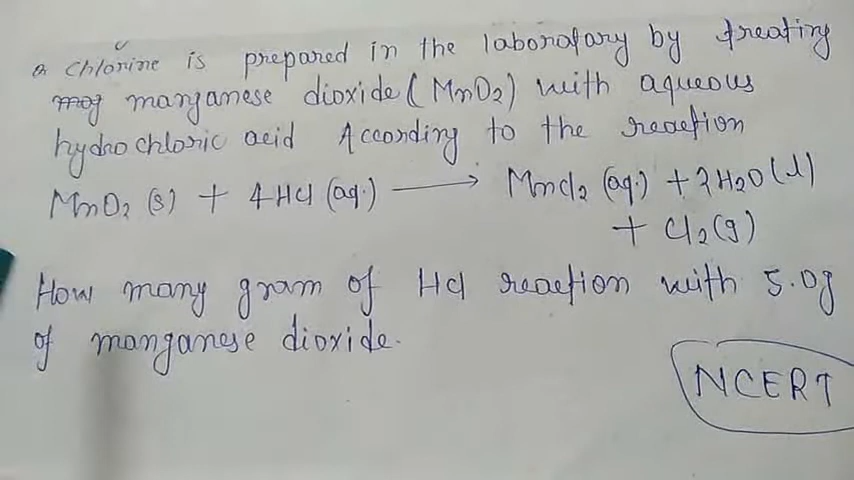 Q Chlorine is prepared in the laboratory by treating
manganese dioxide (MnO2) with aqueous
hydrochloric acid According to the reaction
MnO2 (s) + 4HCl (aq.) → MnCl2 (aq.) + 2H2O (l)
+ Cl2 (g)
How many gram of HCl reaction with 5.0g
of manganese dioxide.
NCERT